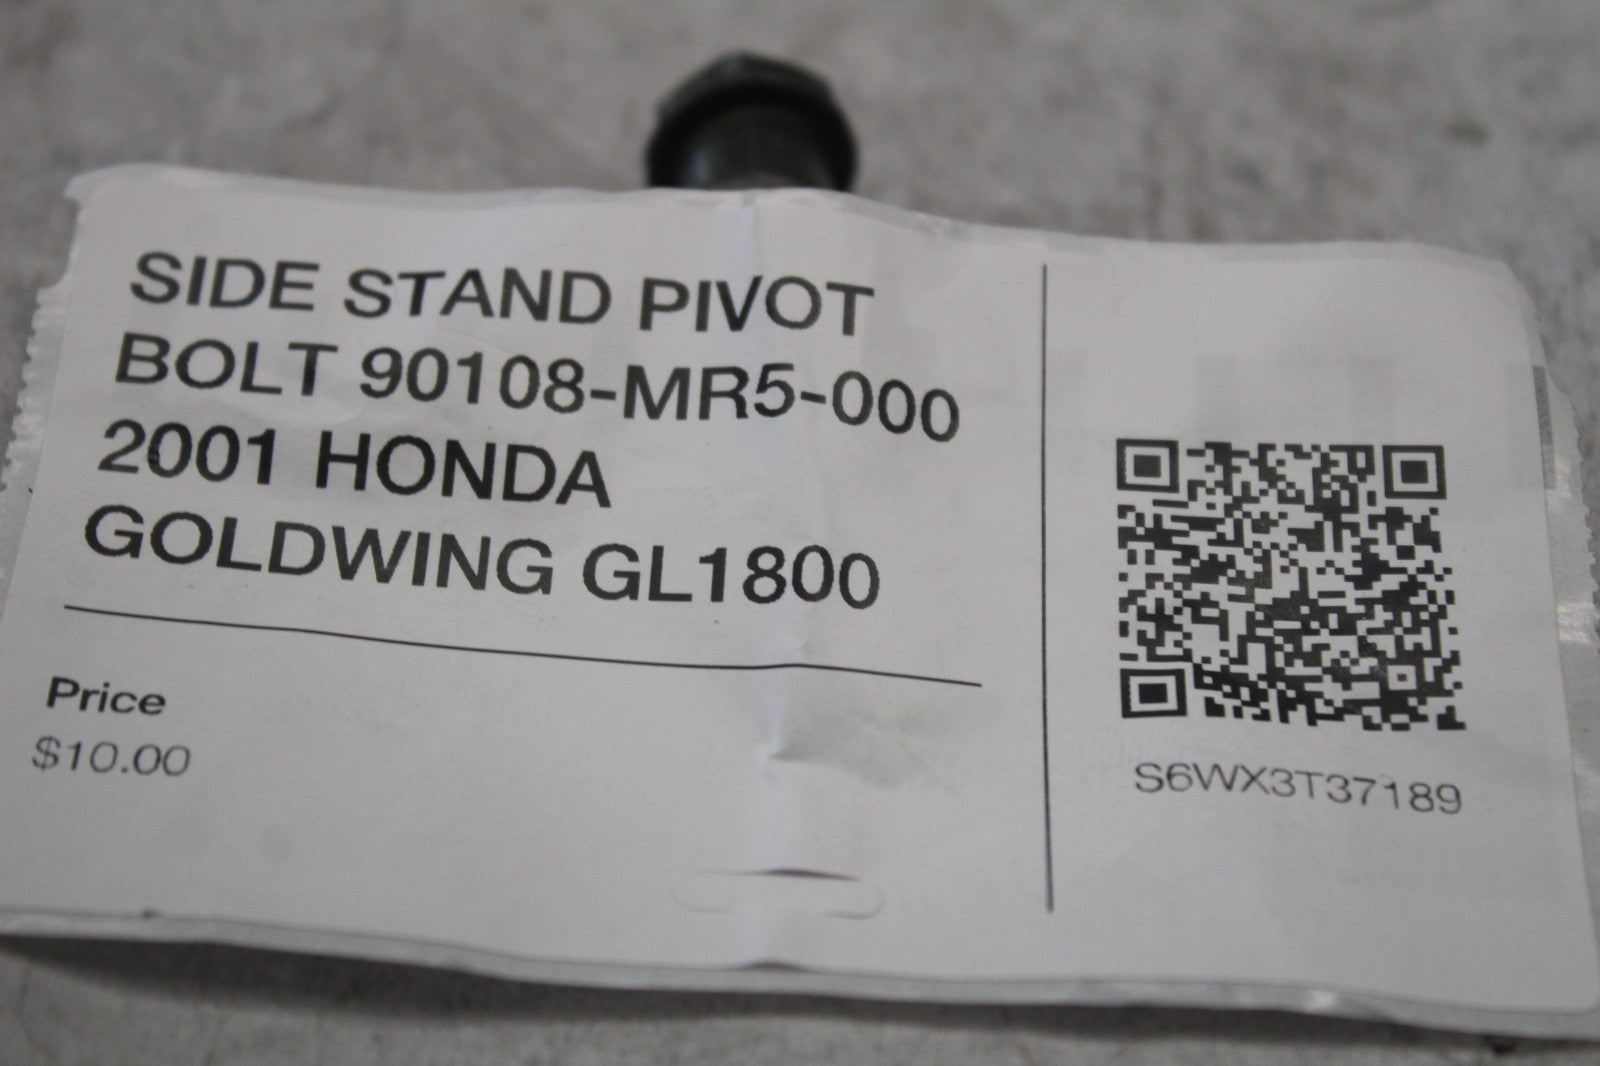 SIDE STAND PIVOT
BOLT 90108-MR5-000
2001 HONDA
GOLDWING GL1800
Price
$10.00
S6WX3T37189